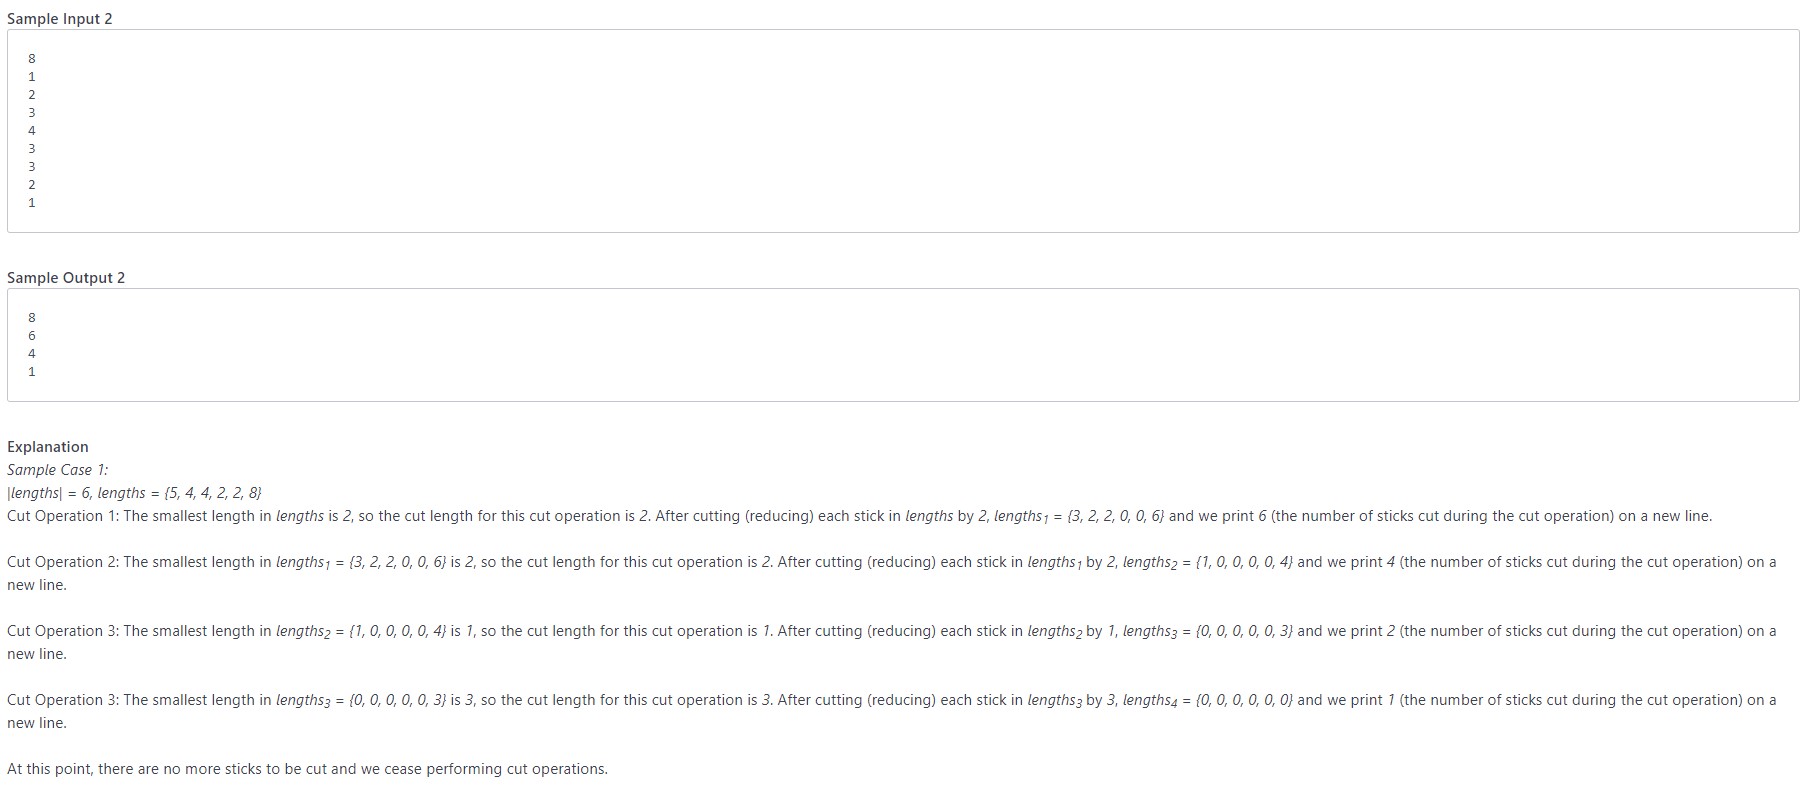 Sample Input 2
8
1
2
3
4
3
3
2
1
Sample Output 2
8
6
4
1
Explanation
Sample Case 1:
|lengths| = 6, lengths = {5, 4, 4, 2, 2, 8}
Cut Operation 1: The smallest length in lengths is 2, so the cut length for this cut operation is 2. After cutting (reducing) each stick in lengths by 2, lengths₁ = {3, 2, 2, 0, 0, 6} and we print 6 (the number of sticks cut during the cut operation) on a new line.
Cut Operation 2: The smallest length in lengths₁ = {3, 2, 2, 0, 0, 6} is 2, so the cut length for this cut operation is 2. After cutting (reducing) each stick in lengths₁ by 2, lengths₂ = {1, 0, 0, 0, 0, 4} and we print 4 (the number of sticks cut during the cut operation) on a
new line.
Cut Operation 3: The smallest length in lengths₂ = {1, 0, 0, 0, 0, 4} is 1, so the cut length for this cut operation is 1. After cutting (reducing) each stick in lengths₂ by 1, lengths₃ = {0, 0, 0, 0, 0, 3} and we print 2 (the number of sticks cut during the cut operation) on a
new line.
Cut Operation 3: The smallest length in lengths₃ = {0, 0, 0, 0, 0, 3} is 3, so the cut length for this cut operation is 3. After cutting (reducing) each stick in lengths₃ by 3, lengths₄ = {0, 0, 0, 0, 0, 0} and we print 1 (the number of sticks cut during the cut operation) on a
new line.
At this point, there are no more sticks to be cut and we cease performing cut operations.